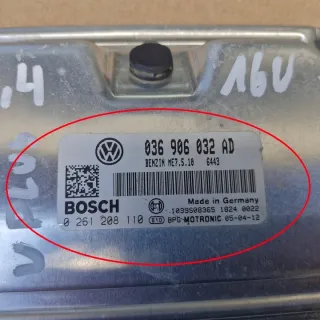 ,4
16V
036 906 032 AD
BENZIN ME7.5.10 6443
BOSCH
Made in Germany
1039S08365 1824 0022
0 261 208 110
BPD-MOTRONIC 05-04-12